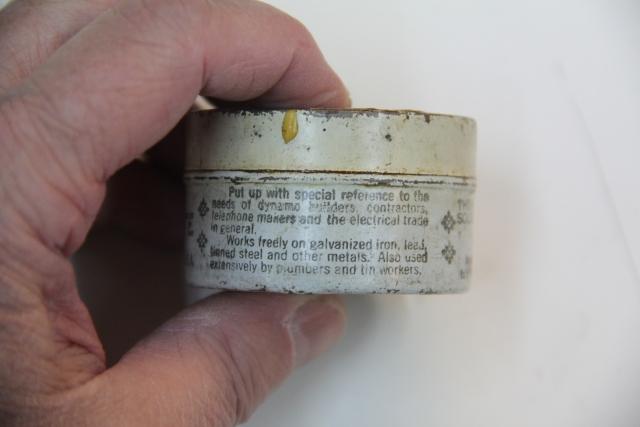 Put up with special reference to the
needs of dynamo builders, contractors,
telephone makers and the electrical trade
in general.
Works freely on galvanized iron, lead,
tinned steel and other metals. Also used
extensively by plumbers and tin workers.